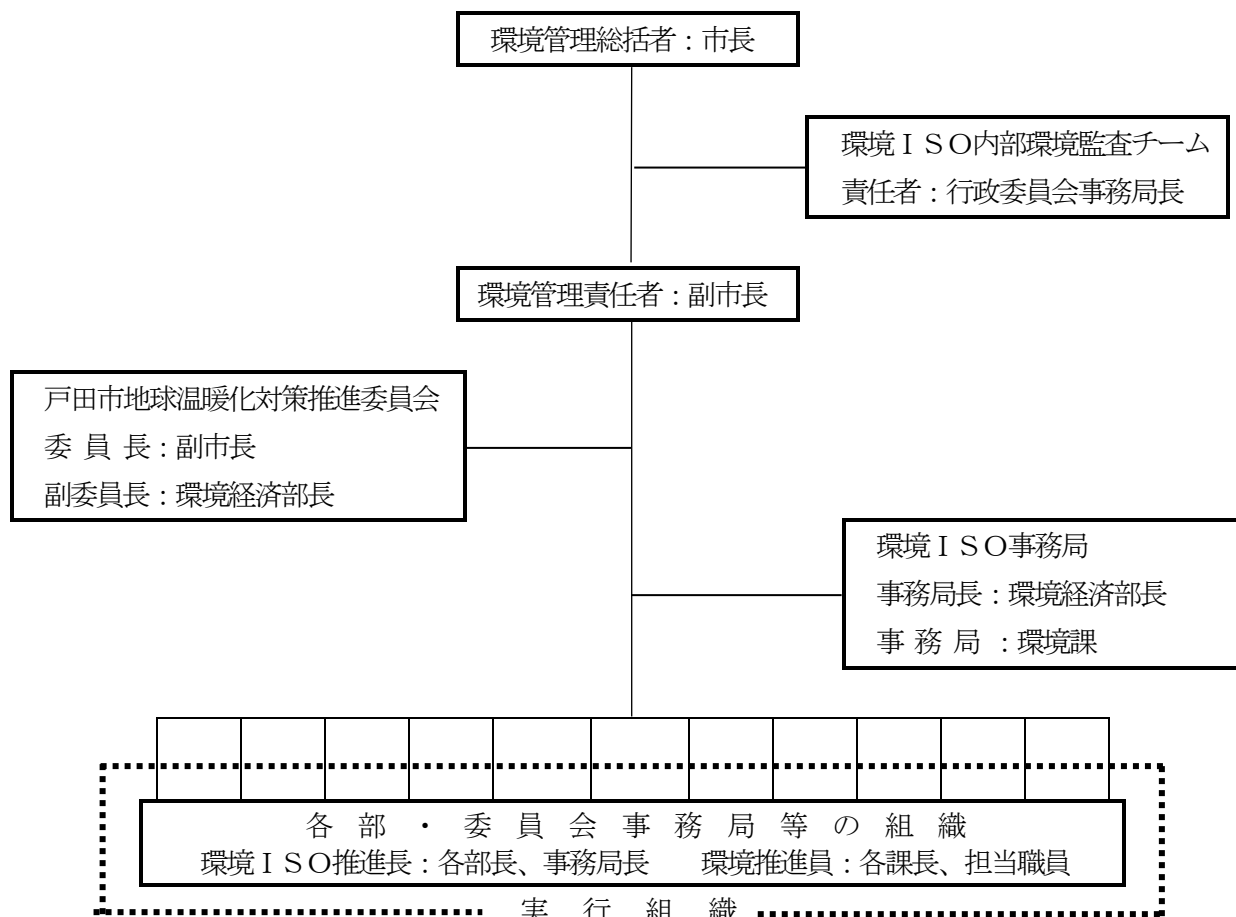 環境管理総括者：市長
環境ＩＳＯ内部環境監査チーム
責任者：行政委員会事務局長
環境管理責任者：副市長
戸田市地球温暖化対策推進委員会
委 員 長：副市長
副委員長：環境経済部長
環境ＩＳＯ事務局
事務局長：環境経済部長
事 務 局 ：環境課
各 部 ・ 委 員 会 事 務 局 等 の 組 織
環境ＩＳＯ推進長：各部長、事務局長　　環境推進員：各課長、担当職員
実 行 組 織